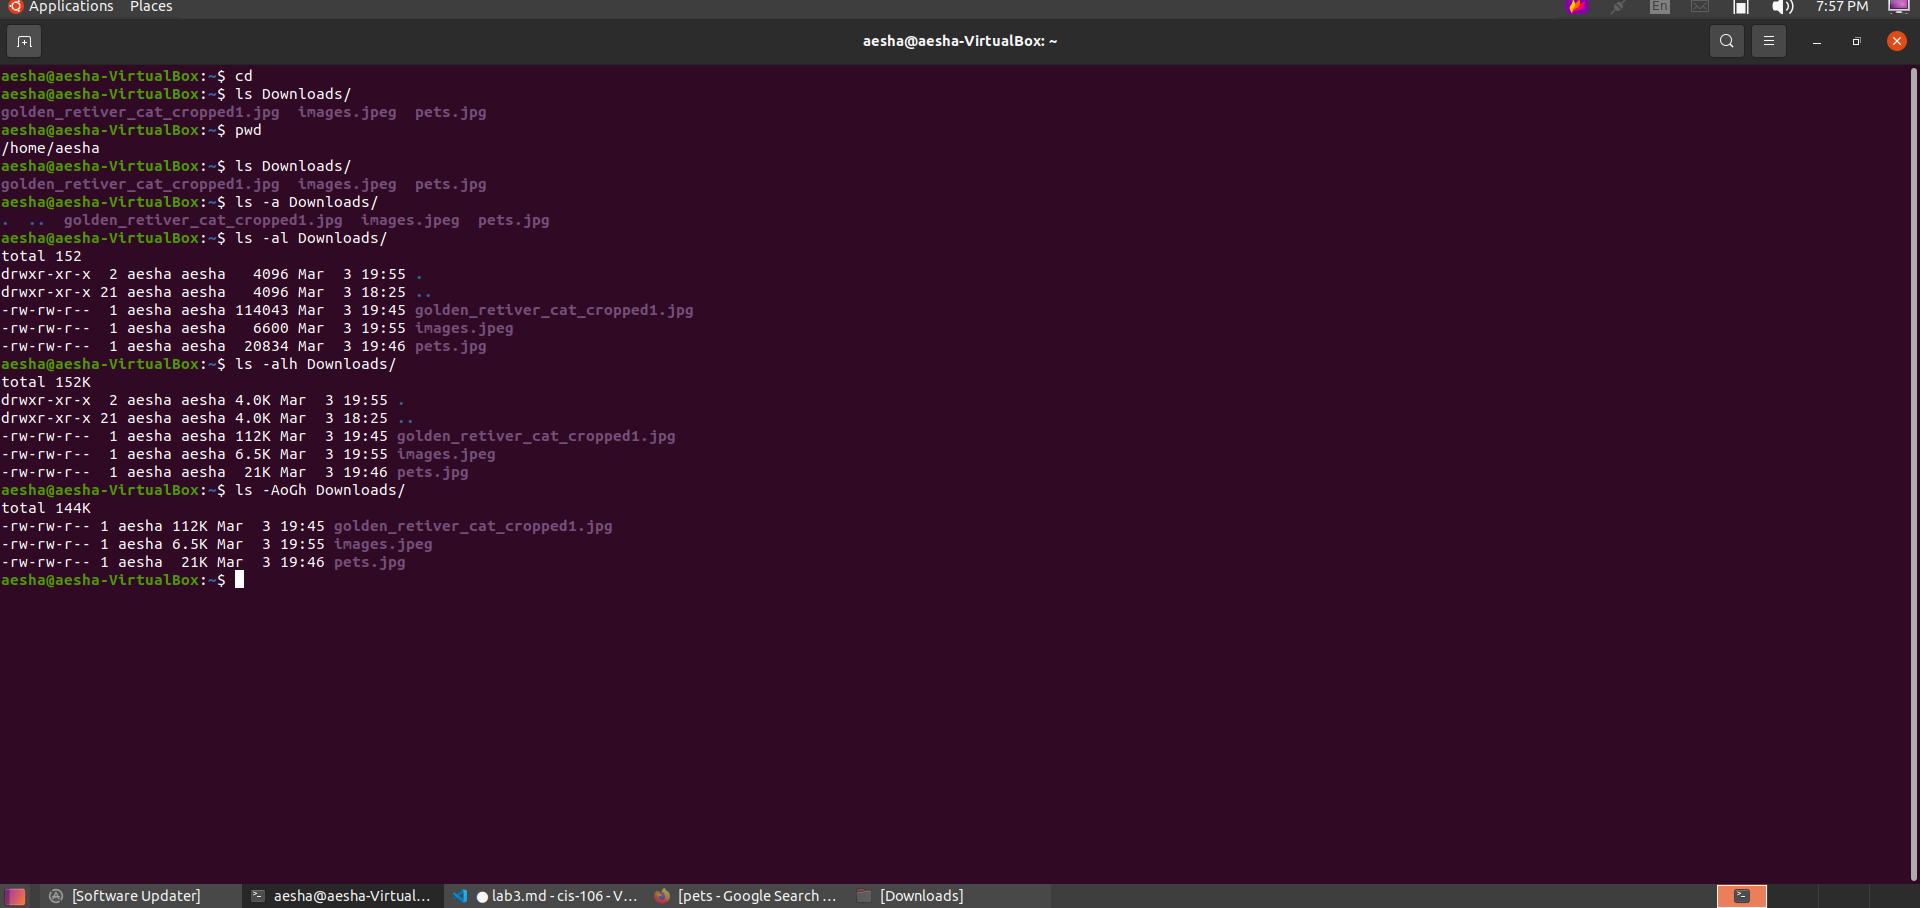 Applications Places En 7:57 PM
aesha@aesha-VirtualBox: ~
aesha@aesha-VirtualBox:~$ cd
aesha@aesha-VirtualBox:~$ ls Downloads/
golden_retiver_cat_cropped1.jpg  images.jpeg  pets.jpg
aesha@aesha-VirtualBox:~$ pwd
/home/aesha
aesha@aesha-VirtualBox:~$ ls Downloads/
golden_retiver_cat_cropped1.jpg  images.jpeg  pets.jpg
aesha@aesha-VirtualBox:~$ ls -a Downloads/
.  ..  golden_retiver_cat_cropped1.jpg  images.jpeg  pets.jpg
aesha@aesha-VirtualBox:~$ ls -al Downloads/
total 152
drwxr-xr-x  2 aesha aesha   4096 Mar  3 19:55 .
drwxr-xr-x 21 aesha aesha   4096 Mar  3 18:25 ..
-rw-rw-r--  1 aesha aesha 114043 Mar  3 19:45 golden_retiver_cat_cropped1.jpg
-rw-rw-r--  1 aesha aesha   6600 Mar  3 19:55 images.jpeg
-rw-rw-r--  1 aesha aesha  20834 Mar  3 19:46 pets.jpg
aesha@aesha-VirtualBox:~$ ls -alh Downloads/
total 152K
drwxr-xr-x  2 aesha aesha 4.0K Mar  3 19:55 .
drwxr-xr-x 21 aesha aesha 4.0K Mar  3 18:25 ..
-rw-rw-r--  1 aesha aesha 112K Mar  3 19:45 golden_retiver_cat_cropped1.jpg
-rw-rw-r--  1 aesha aesha 6.5K Mar  3 19:55 images.jpeg
-rw-rw-r--  1 aesha aesha  21K Mar  3 19:46 pets.jpg
aesha@aesha-VirtualBox:~$ ls -AoGh Downloads/
total 144K
-rw-rw-r-- 1 aesha 112K Mar  3 19:45 golden_retiver_cat_cropped1.jpg
-rw-rw-r-- 1 aesha 6.5K Mar  3 19:55 images.jpeg
-rw-rw-r-- 1 aesha  21K Mar  3 19:46 pets.jpg
aesha@aesha-VirtualBox:~$
[Software Updater] aesha@aesha-Virtual... ● lab3.md - cis-106 - V... [pets - Google Search ... [Downloads]